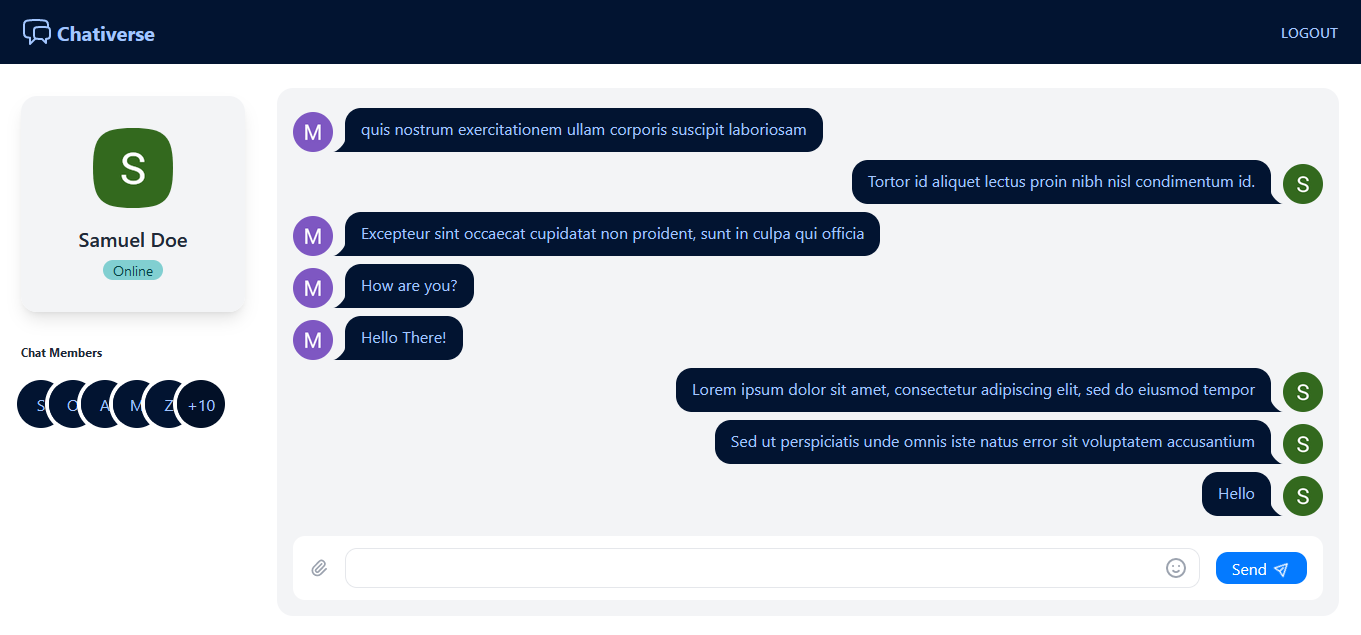 Chativerse
LOGOUT
S
Samuel Doe
Online
Chat Members
S O A M Z +10
M
quis nostrum exercitationem ullam corporis suscipit laboriosam
Tortor id aliquet lectus proin nibh nisl condimentum id.
S
M
Excepteur sint occaecat cupidatat non proident, sunt in culpa qui officia
M
How are you?
M
Hello There!
Lorem ipsum dolor sit amet, consectetur adipiscing elit, sed do eiusmod tempor
S
Sed ut perspiciatis unde omnis iste natus error sit voluptatem accusantium
S
Hello
S
Send